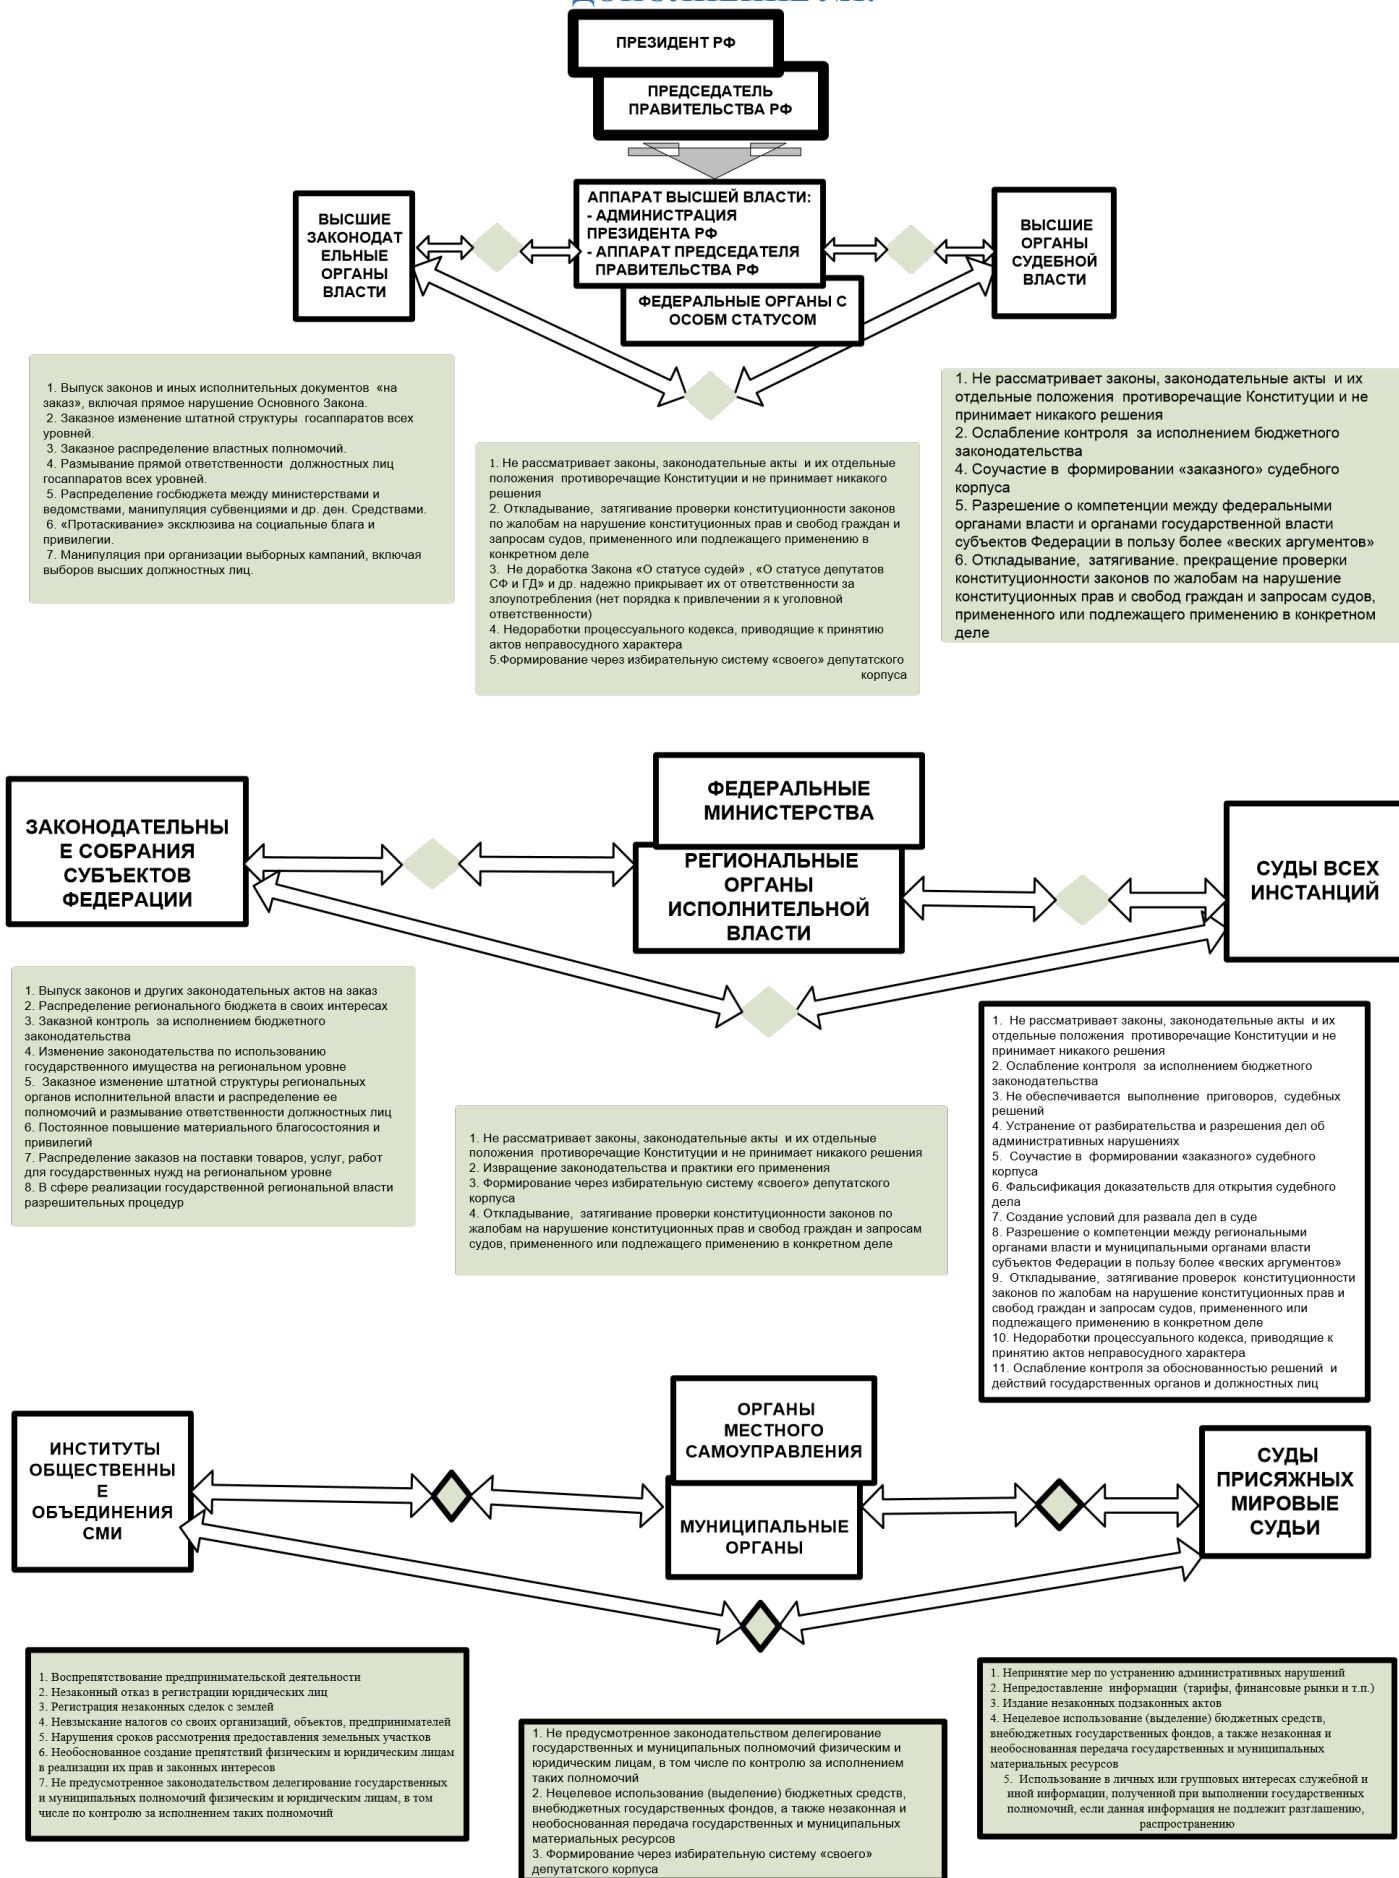 ДОПОЛНЕНИЕ №1.
ПРЕЗИДЕНТ РФ
ПРЕДСЕДАТЕЛЬ
ПРАВИТЕЛЬСТВА РФ
ВЫСШИЕ
ЗАКОНОДАТ
ЕЛЬНЫЕ
ОРГАНЫ
ВЛАСТИ
АППАРАТ ВЫСШЕЙ ВЛАСТИ:
- АДМИНИСТРАЦИЯ
ПРЕЗИДЕНТА РФ
- АППАРАТ ПРЕДСЕДАТЕЛЯ
ПРАВИТЕЛЬСТВА РФ
ФЕДЕРАЛЬНЫЕ ОРГАНЫ С
ОСОБМ СТАТУСОМ
ВЫСШИЕ
ОРГАНЫ
СУДЕБНОЙ
ВЛАСТИ
1. Выпуск законов и иных исполнительных документов «на
заказ», включая прямое нарушение Основного Закона.
2. Заказное изменение штатной структуры госаппаратов всех
уровней.
3. Заказное распределение властных полномочий.
4. Размывание прямой ответственности должностных лиц
госаппаратов всех уровней.
5. Распределение госбюджета между министерствами и
ведомствами, манипуляция субвенциями и др. ден. Средствами.
6. «Протаскивание» эксклюзива на социальные блага и
привилегии.
7. Манипуляция при организации выборных кампаний, включая
выборов высших должностных лиц.
1. Не рассматривает законы, законодательные акты и их отдельные
положения противоречащие Конституции и не принимает никакого
решения
2. Откладывание, затягивание проверки конституционности законов
по жалобам на нарушение конституционных прав и свобод граждан и
запросам судов, примененного или подлежащего применению в
конкретном деле
3. Не доработка Закона «О статусе судей» , «О статусе депутатов
СФ и ГД» и др. надежно прикрывает их от ответственности за
злоупотребления (нет порядка к привлечении я к уголовной
ответственности)
4. Недоработки процессуального кодекса, приводящие к принятию
актов неправосудного характера
5.Формирование через избирательную систему «своего» депутатского
корпуса
1. Не рассматривает законы, законодательные акты и их
отдельные положения противоречащие Конституции и не
принимает никакого решения
2. Ослабление контроля за исполнением бюджетного
законодательства
4. Соучастие в формировании «заказного» судебного
корпуса
5. Разрешение о компетенции между федеральными
органами власти и органами государственной власти
субъектов Федерации в пользу более «веских аргументов»
6. Откладывание, затягивание. прекращение проверки
конституционности законов по жалобам на нарушение
конституционных прав и свобод граждан и запросам судов,
примененного или подлежащего применению в конкретном
деле
ЗАКОНОДАТЕЛЬНЫ
Е СОБРАНИЯ
СУБЪЕКТОВ
ФЕДЕРАЦИИ
ФЕДЕРАЛЬНЫЕ
МИНИСТЕРСТВА
РЕГИОНАЛЬНЫЕ
ОРГАНЫ
ИСПОЛНИТЕЛЬНОЙ
ВЛАСТИ
СУДЫ ВСЕХ
ИНСТАНЦИЙ
1. Выпуск законов и других законодательных актов на заказ
2. Распределение регионального бюджета в своих интересах
3. Заказной контроль за исполнением бюджетного
законодательства
4. Изменение законодательства по использованию
государственного имущества на региональном уровне
5. Заказное изменение штатной структуры региональных
органов исполнительной власти и распределение ее
полномочий и размывание ответственности должностных лиц
6. Постоянное повышение материального благосостояния и
привилегий
7. Распределение заказов на поставки товаров, услуг, работ
для государственных нужд на региональном уровне
8. В сфере реализации государственной региональной власти
разрешительных процедур
1. Не рассматривает законы, законодательные акты и их отдельные
положения противоречащие Конституции и не принимает никакого решения
2. Извращение законодательства и практики его применения
3. Формирование через избирательную систему «своего» депутатского
корпуса
4. Откладывание, затягивание проверки конституционности законов по
жалобам на нарушение конституционных прав и свобод граждан и запросам
судов, примененного или подлежащего применению в конкретном деле
1. Не рассматривает законы, законодательные акты и их
отдельные положения противоречащие Конституции и не
принимает никакого решения
2. Ослабление контроля за исполнением бюджетного
законодательства
3. Не обеспечивается выполнение приговоров, судебных
решений
4. Устранение от разбирательства и разрешения дел об
административных нарушениях
5. Соучастие в формировании «заказного» судебного
корпуса
6. Фальсификация доказательств для открытия судебного
дела
7. Создание условий для развала дел в суде
8. Разрешение о компетенции между региональными
органами власти и муниципальными органами власти
субъектов Федерации в пользу более «веских аргументов»
9. Откладывание, затягивание проверок конституционности
законов по жалобам на нарушение конституционных прав и
свобод граждан и запросам судов, примененного или
подлежащего применению в конкретном деле
10. Недоработки процессуального кодекса, приводящие к
принятию актов неправосудного характера
11. Ослабление контроля за обоснованностью решений и
действий государственных органов и должностных лиц
ИНСТИТУТЫ
ОБЩЕСТВЕННЫ
Е
ОБЪЕДИНЕНИЯ
СМИ
ОРГАНЫ
МЕСТНОГО
САМОУПРАВЛЕНИЯ
МУНИЦИПАЛЬНЫЕ
ОРГАНЫ
СУДЫ
ПРИСЯЖНЫХ
МИРОВЫЕ
СУДЬИ
1. Воспрепятствование предпринимательской деятельности
2. Незаконный отказ в регистрации юридических лиц
3. Регистрация незаконных сделок с землей
4. Невзыскание налогов со своих организаций, объектов, предпринимателей
5. Нарушения сроков рассмотрения предоставления земельных участков
6. Необоснованное создание препятствий физическим и юридическим лицам
в реализации их прав и законных интересов
7. Не предусмотренное законодательством делегирование государственных
и муниципальных полномочий физическим и юридическим лицам, в том
числе по контролю за исполнением таких полномочий
1. Не предусмотренное законодательством делегирование
государственных и муниципальных полномочий физическим и
юридическим лицам, в том числе по контролю за исполнением
таких полномочий
2. Нецелевое использование (выделение) бюджетных средств,
внебюджетных государственных фондов, а также незаконная и
необоснованная передача государственных и муниципальных
материальных ресурсов
3. Формирование через избирательную систему «своего»
депутатского корпуса
1. Непринятие мер по устранению административных нарушений
2. Непредоставление информации (тарифы, финансовые рынки и т.п.)
3. Издание незаконных подзаконных актов
4. Нецелевое использование (выделение) бюджетных средств,
внебюджетных государственных фондов, а также незаконная и
необоснованная передача государственных и муниципальных
материальных ресурсов
5. Использование в личных или групповых интересах служебной и
иной информации, полученной при выполнении государственных
полномочий, если данная информация не подлежит разглашению,
распространению